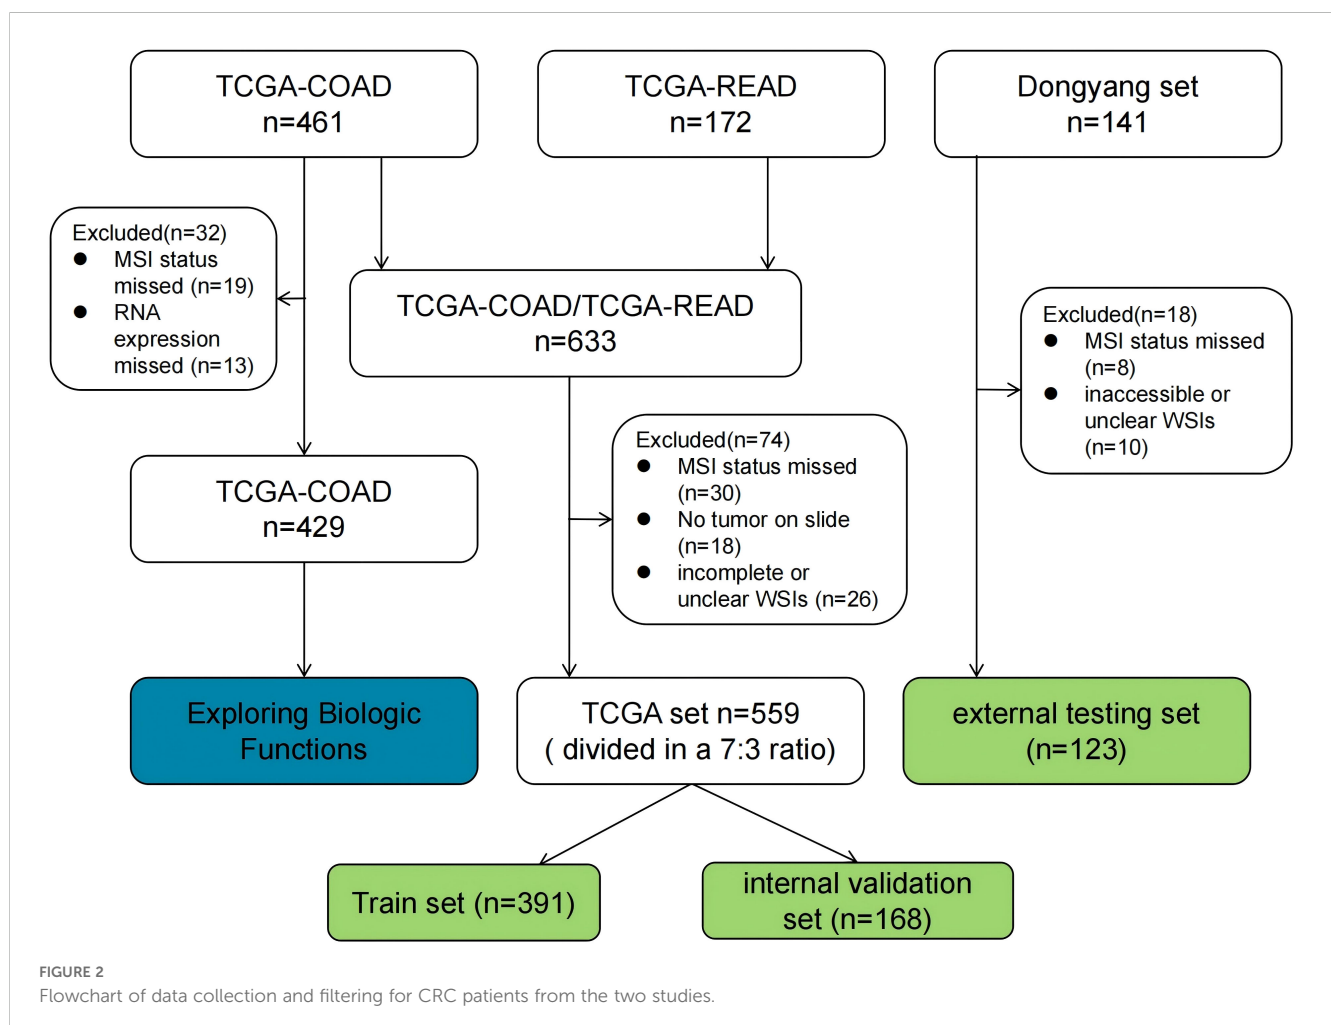 TCGA-COAD
n=461
TCGA-READ
n=172
Dongyang set
n=141
Excluded(n=32)
● MSI status
missed (n=19)
● RNA
expression
missed (n=13)
TCGA-COAD/TCGA-READ
n=633
Excluded(n=18)
● MSI status missed
(n=8)
● inaccessible or
unclear WSIs
(n=10)
Excluded(n=74)
● MSI status missed
(n=30)
● No tumor on slide
(n=18)
● incomplete or
unclear WSIs (n=26)
TCGA-COAD
n=429
Exploring Biologic
Functions
TCGA set n=559
( divided in a 7:3 ratio)
external testing set
(n=123)
Train set (n=391)
internal validation
set (n=168)
FIGURE 2
Flowchart of data collection and filtering for CRC patients from the two studies.